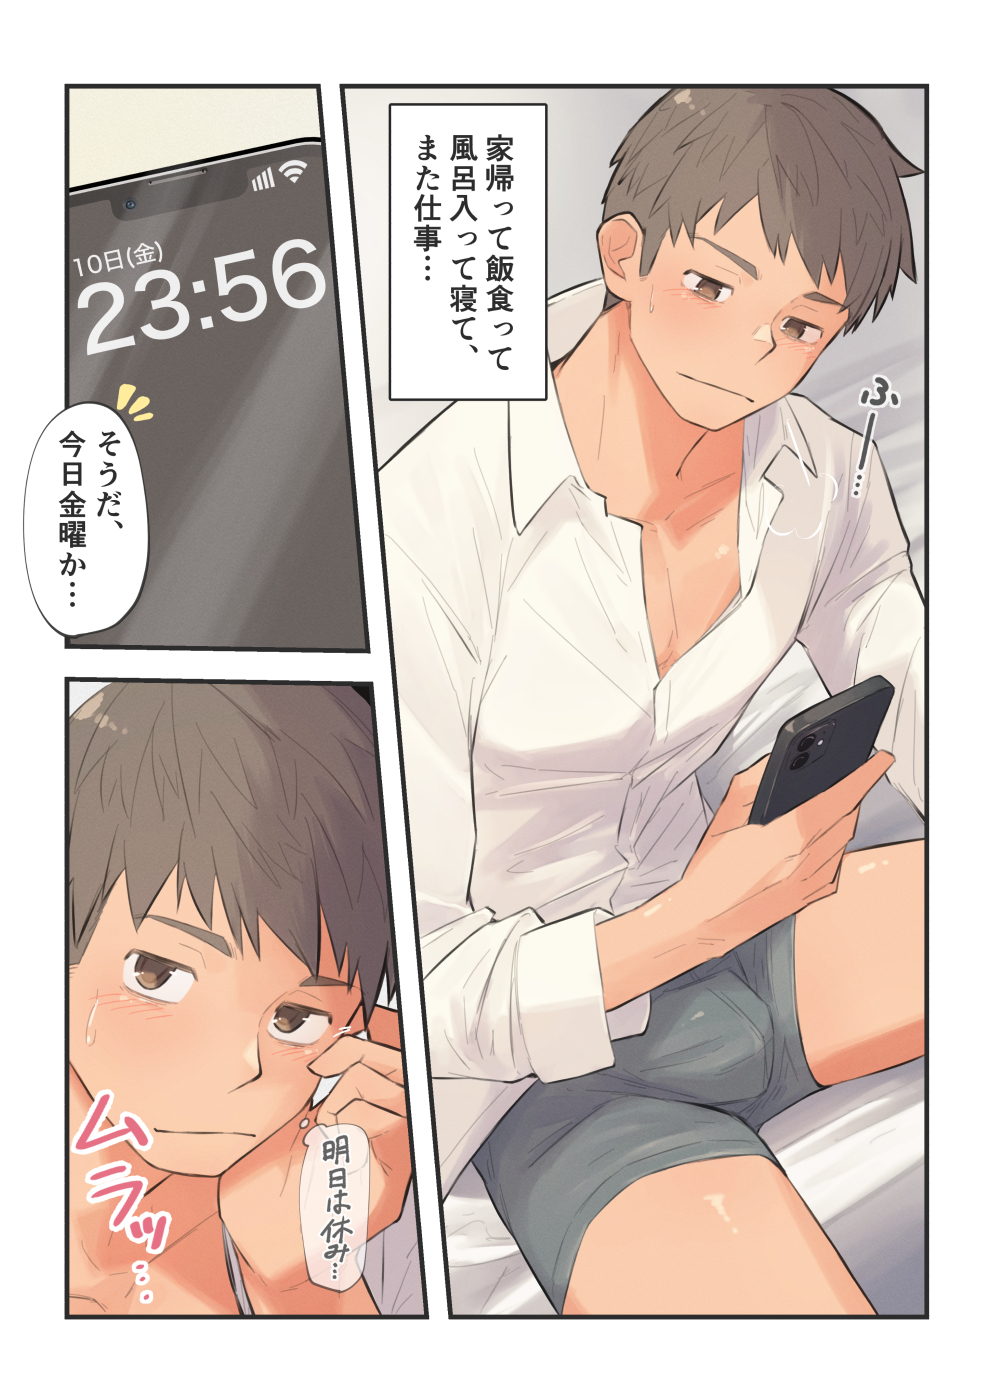 家帰って飯食って
風呂入って寝て、
また仕事…
ふ
ー
…
10日(金)
23:56
そうだ、
今日金曜か…
明日は休み…
ムラッ…